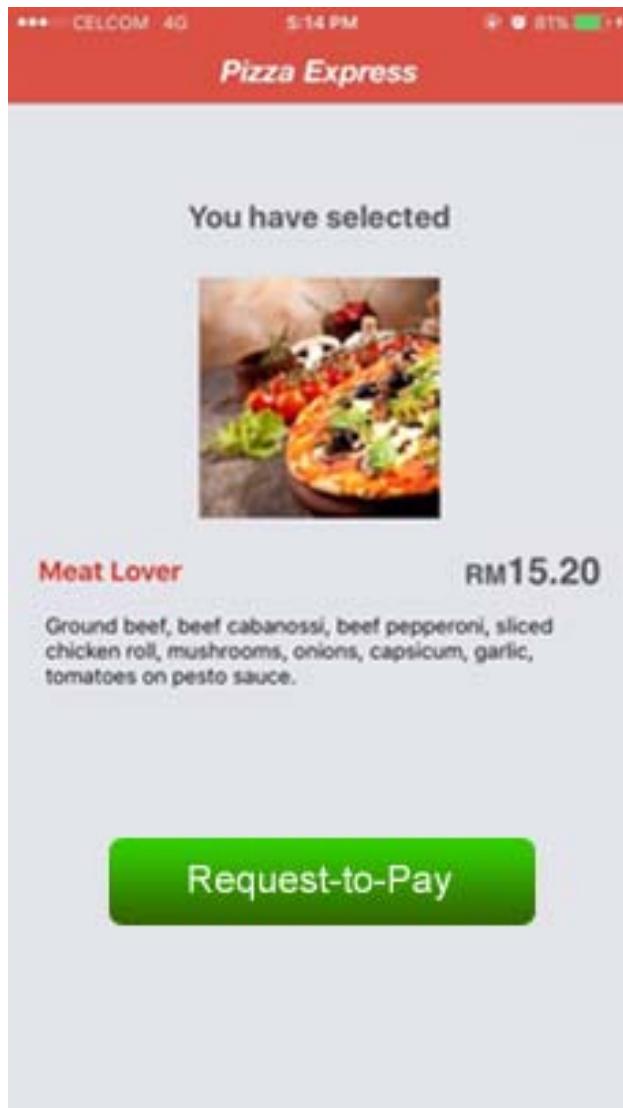 CELCOM 4G 5:14 PM 81%
Pizza Express
You have selected
Meat Lover RM15.20
Ground beef, beef cabanossi, beef pepperoni, sliced
chicken roll, mushrooms, onions, capsicum, garlic,
tomatoes on pesto sauce.
Request-to-Pay